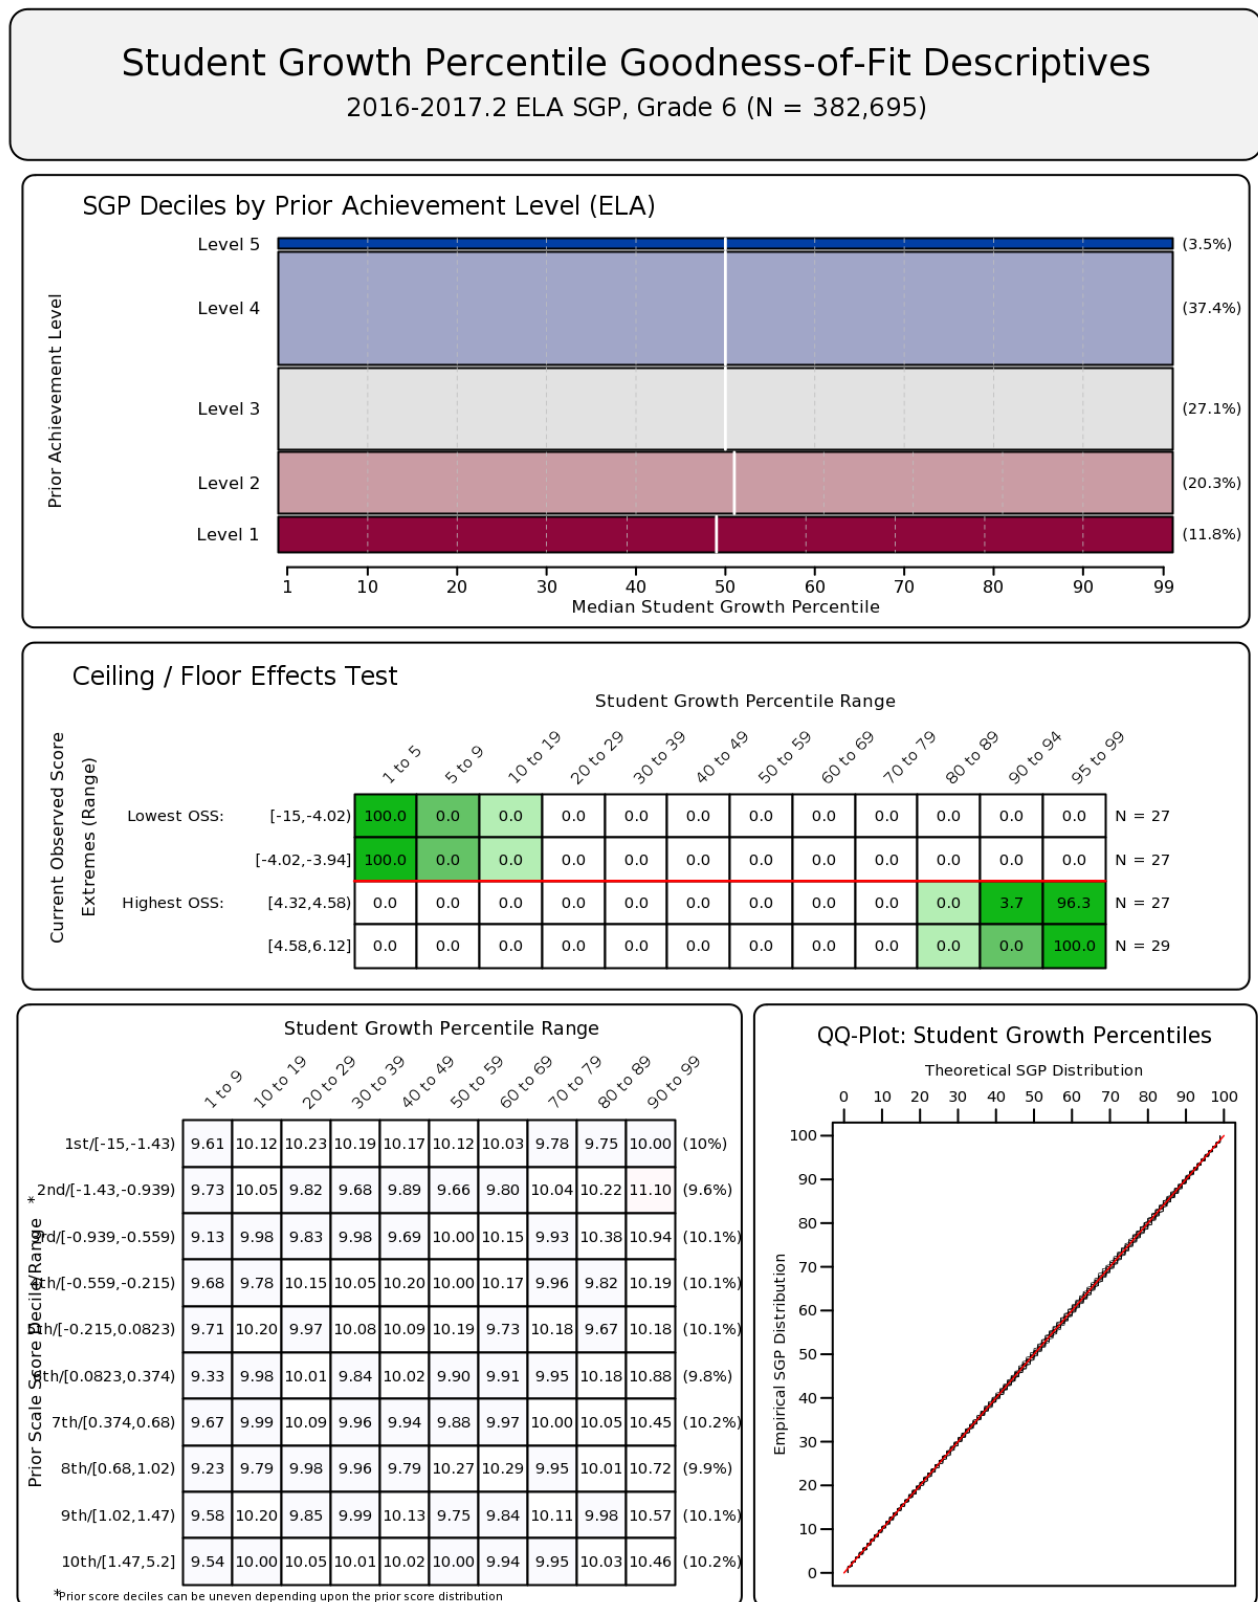 Student Growth Percentile Goodness-of-Fit Descriptives
2016-2017.2 ELA SGP, Grade 6 (N = 382,695)
SGP Deciles by Prior Achievement Level (ELA)
Prior Achievement Level
Level 5 (3.5%)
Level 4 (37.4%)
Level 3 (27.1%)
Level 2 (20.3%)
Level 1 (11.8%)
1 10 20 30 40 50 60 70 80 90 99
Median Student Growth Percentile
Ceiling / Floor Effects Test
Student Growth Percentile Range
Current Observed Score
Extremes (Range)
1 to 5 5 to 9 10 to 19 20 to 29 30 to 39 40 to 49 50 to 59 60 to 69 70 to 79 80 to 89 90 to 94 95 to 99
Lowest OSS: [-15,-4.02) 100.0 0.0 0.0 0.0 0.0 0.0 0.0 0.0 0.0 0.0 0.0 0.0 N = 27
[-4.02,-3.94] 100.0 0.0 0.0 0.0 0.0 0.0 0.0 0.0 0.0 0.0 0.0 0.0 N = 27
Highest OSS: [4.32,4.58) 0.0 0.0 0.0 0.0 0.0 0.0 0.0 0.0 0.0 0.0 3.7 96.3 N = 27
[4.58,6.12] 0.0 0.0 0.0 0.0 0.0 0.0 0.0 0.0 0.0 0.0 0.0 100.0 N = 29
Student Growth Percentile Range
Prior Scale Score Decile/Range *
1 to 9 10 to 19 20 to 29 30 to 39 40 to 49 50 to 59 60 to 69 70 to 79 80 to 89 90 to 99
1st/[-15,-1.43) 9.61 10.12 10.23 10.19 10.17 10.12 10.03 9.78 9.75 10.00 (10%)
2nd/[-1.43,-0.939) 9.73 10.05 9.82 9.68 9.89 9.66 9.80 10.04 10.22 11.10 (9.6%)
3rd/[-0.939,-0.559) 9.13 9.98 9.83 9.98 9.69 10.00 10.15 9.93 10.38 10.94 (10.1%)
4th/[-0.559,-0.215) 9.68 9.78 10.15 10.05 10.20 10.00 10.17 9.96 9.82 10.19 (10.1%)
5th/[-0.215,0.0823) 9.71 10.20 9.97 10.08 10.09 10.19 9.73 10.18 9.67 10.18 (10.1%)
6th/[0.0823,0.374) 9.33 9.98 10.01 9.84 10.02 9.90 9.91 9.95 10.18 10.88 (9.8%)
7th/[0.374,0.68) 9.67 9.99 10.09 9.96 9.94 9.88 9.97 10.00 10.05 10.45 (10.2%)
8th/[0.68,1.02) 9.23 9.79 9.98 9.96 9.79 10.27 10.29 9.95 10.01 10.72 (9.9%)
9th/[1.02,1.47) 9.58 10.20 9.85 9.99 10.13 9.75 9.84 10.11 9.98 10.57 (10.1%)
10th/[1.47,5.2] 9.54 10.00 10.05 10.01 10.02 10.00 9.94 9.95 10.03 10.46 (10.2%)
*Prior score deciles can be uneven depending upon the prior score distribution
QQ-Plot: Student Growth Percentiles
Theoretical SGP Distribution
0 10 20 30 40 50 60 70 80 90 100
Empirical SGP Distribution
100
90
80
70
60
50
40
30
20
10
0